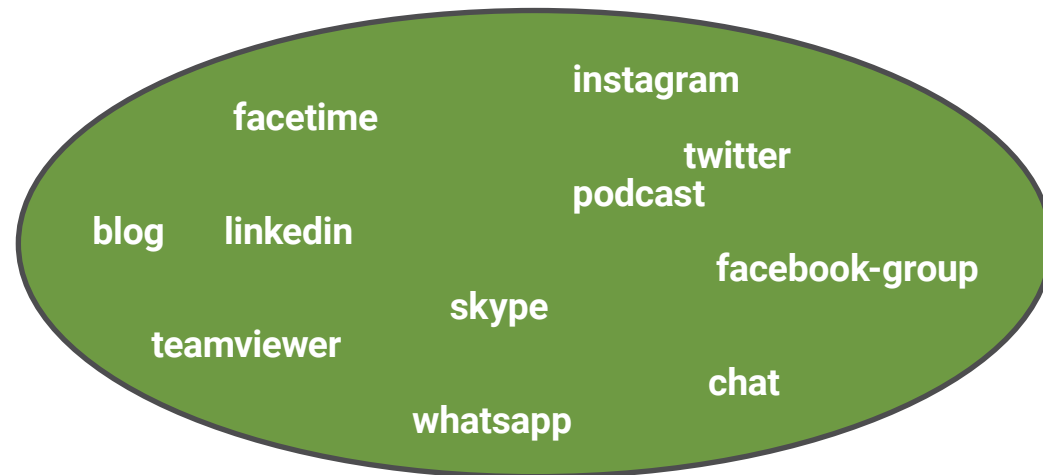 instagram
facetime
twitter
podcast
blog linkedin
facebook-group
skype
teamviewer
chat
whatsapp